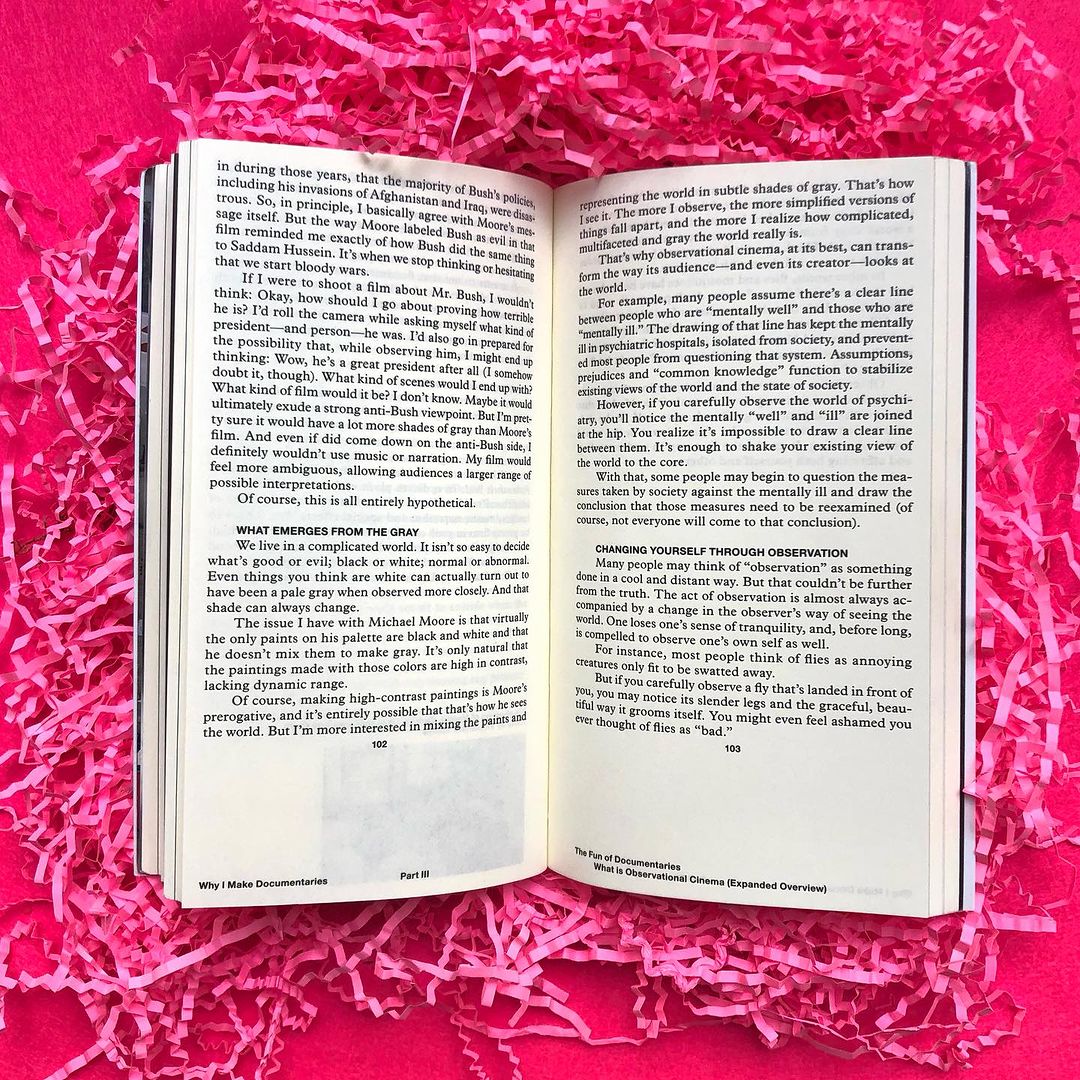 in during those years, that the majority of Bush's policies,
including his invasions of Afghanistan and Iraq, were disas-
trous. So, in principle, I basically agree with Moore's mes-
sage itself. But the way Moore labeled Bush as evil in that
film reminded me exactly of how Bush did the same thing
to Saddam Hussein. It's when we stop thinking or hesitating
that we start bloody wars.
If I were to shoot a film about Mr. Bush, I wouldn't
think: Okay, how should I go about proving how terrible
he is? I'd roll the camera while asking myself what kind of
president—and person—he was. I'd also go in prepared for
the possibility that, while observing him, I might end up
thinking: Wow, he's a great president after all (I somehow
doubt it, though). What kind of scenes would I end up with?
What kind of film would it be? I don't know. Maybe it would
ultimately exude a strong anti-Bush viewpoint. But I'm pret-
ty sure it would have a lot more shades of gray than Moore's
film. And even if did come down on the anti-Bush side, I
definitely wouldn't use music or narration. My film would
feel more ambiguous, allowing audiences a larger range of
possible interpretations.
Of course, this is all entirely hypothetical.
WHAT EMERGES FROM THE GRAY
We live in a complicated world. It isn't so easy to decide
what's good or evil; black or white; normal or abnormal.
Even things you think are white can actually turn out to
have been a pale gray when observed more closely. And that
shade can always change.
The issue I have with Michael Moore is that virtually
the only paints on his palette are black and white and that
he doesn't mix them to make gray. It's only natural that
the paintings made with those colors are high in contrast,
lacking dynamic range.
Of course, making high-contrast paintings is Moore's
prerogative, and it's entirely possible that that's how he sees
the world. But I'm more interested in mixing the paints and
102
Why I Make Documentaries
Part III
representing the world in subtle shades of gray. That's how
I see it. The more I observe, the more simplified versions of
things fall apart, and the more I realize how complicated,
multifaceted and gray the world really is.
That's why observational cinema, at its best, can trans-
form the way its audience—and even its creator—looks at
the world.
For example, many people assume there's a clear line
between people who are "mentally well" and those who are
"mentally ill." The drawing of that line has kept the mentally
ill in psychiatric hospitals, isolated from society, and prevent-
ed most people from questioning that system. Assumptions,
prejudices and "common knowledge" function to stabilize
existing views of the world and the state of society.
However, if you carefully observe the world of psychi-
atry, you'll notice the mentally "well" and "ill" are joined
at the hip. You realize it's impossible to draw a clear line
between them. It's enough to shake your existing view of
the world to the core.
With that, some people may begin to question the mea-
sures taken by society against the mentally ill and draw the
conclusion that those measures need to be reexamined (of
course, not everyone will come to that conclusion).
CHANGING YOURSELF THROUGH OBSERVATION
Many people may think of "observation" as something
done in a cool and distant way. But that couldn't be further
from the truth. The act of observation is almost always ac-
companied by a change in the observer's way of seeing the
world. One loses one's sense of tranquility, and, before long,
is compelled to observe one's own self as well.
For instance, most people think of flies as annoying
creatures only fit to be swatted away.
But if you carefully observe a fly that's landed in front of
you, you may notice its slender legs and the graceful, beau-
tiful way it grooms itself. You might even feel ashamed you
ever thought of flies as "bad."
103
The Fun of Documentaries
What is Observational Cinema (Expanded Overview)